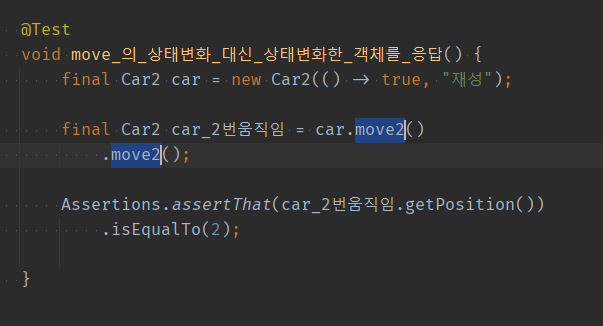 @Test
void move_의_상태변화_대신_상태변화한_객체를_응답() {
final Car2 car = new Car2(() -> true, "재성");
final Car2 car_2번움직임 = car.move2()
.move2();
Assertions.assertThat(car_2번움직임.getPosition())
.isEqualTo(2);
}